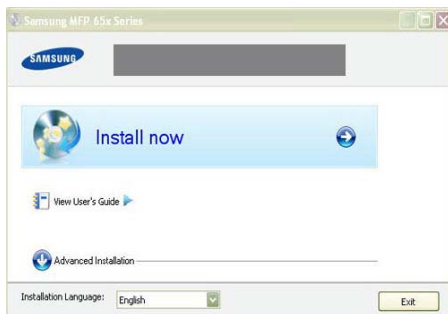 Samsung MFP 65x Series
SAMSUNG
Install now
View User's Guide
Advanced Installation
Installation Language: English
Exit